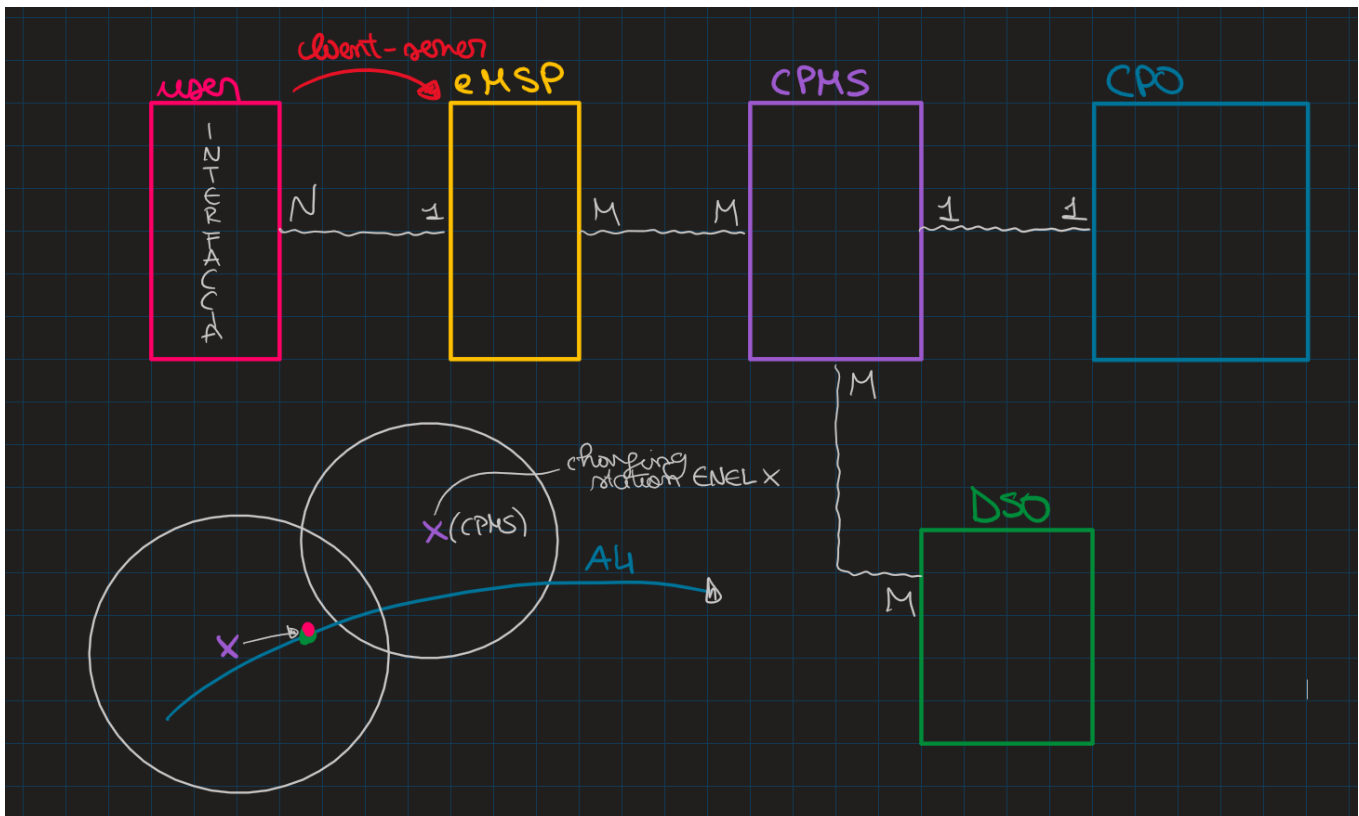 client-server
user
eMSP
CPMS
CPO
INTERFACCIA
N
1
M
M
1
1
M
charging
station ENEL X
X (CPMS)
DSO
A4
M
X